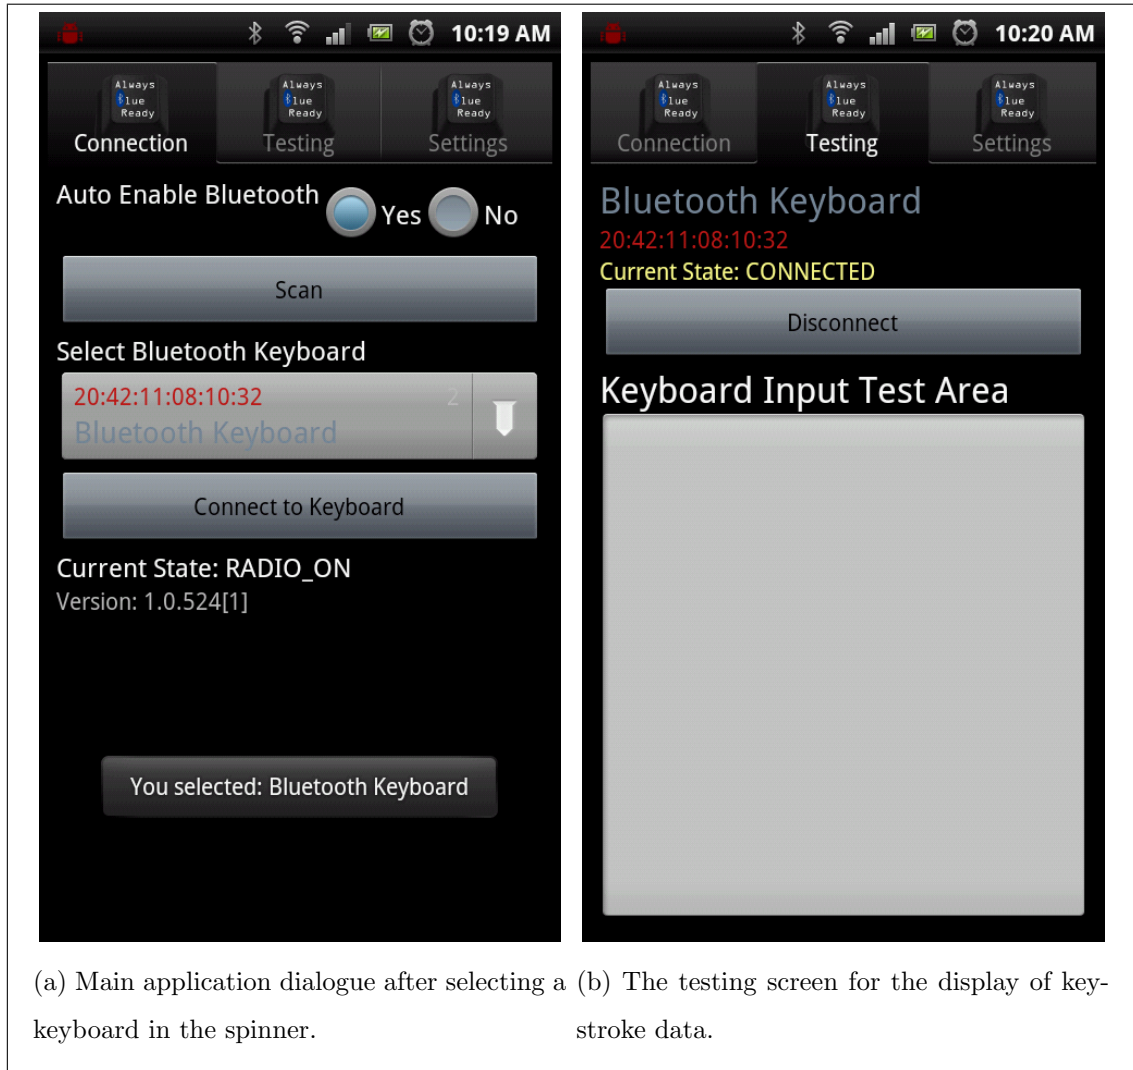 10:19 AM
Always
Blue
Ready
Always
Blue
Ready
Always
Blue
Ready
Connection
Testing
Settings
Auto Enable Bluetooth
Yes
No
Scan
Select Bluetooth Keyboard
20:42:11:08:10:32
2
Bluetooth Keyboard
Connect to Keyboard
Current State: RADIO_ON
Version: 1.0.524[1]
You selected: Bluetooth Keyboard
(a) Main application dialogue after selecting a
keyboard in the spinner.
10:20 AM
Always
Blue
Ready
Always
Blue
Ready
Always
Blue
Ready
Connection
Testing
Settings
Bluetooth Keyboard
20:42:11:08:10:32
Current State: CONNECTED
Disconnect
Keyboard Input Test Area
(b) The testing screen for the display of key-
stroke data.